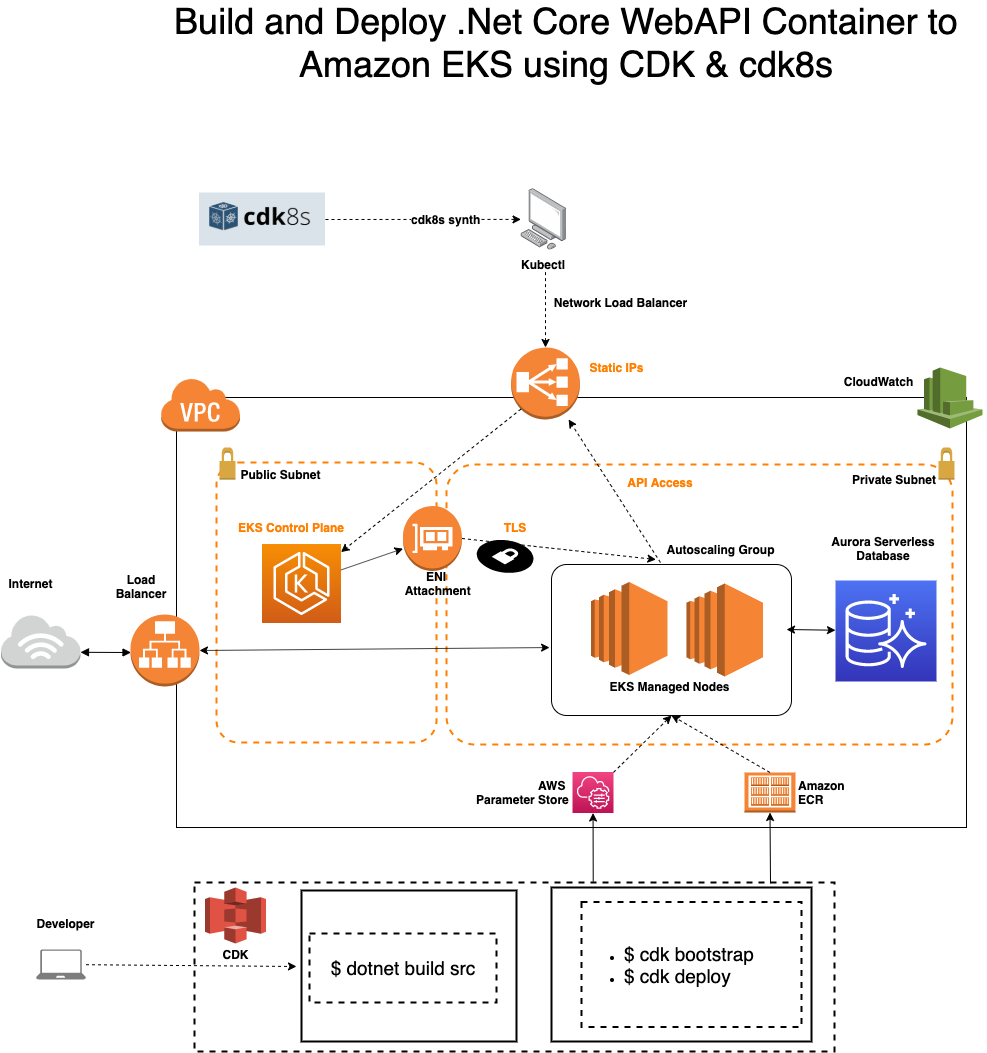 Build and Deploy .Net Core WebAPI Container to
Amazon EKS using CDK & cdk8s
cdk8s
cdk8s synth
Kubectl
Network Load Balancer
Static IPs
CloudWatch
VPC
Public Subnet
Private Subnet
API Access
EKS Control Plane
TLS
Autoscaling Group
Aurora Serverless
Database
K
ENI
Attachment
Internet
Load
Balancer
EKS Managed Nodes
AWS
Parameter Store
Amazon
ECR
Developer
CDK
$ dotnet build src
• $ cdk bootstrap
• $ cdk deploy